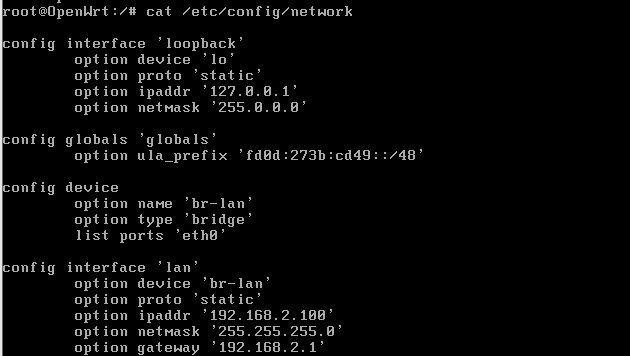 root@OpenWrt:/# cat /etc/config/network
config interface 'loopback'
option device 'lo'
option proto 'static'
option ipaddr '127.0.0.1'
option netmask '255.0.0.0'
config globals 'globals'
option ula_prefix 'fd0d:273b:cd49::/48'
config device
option name 'br-lan'
option type 'bridge'
list ports 'eth0'
config interface 'lan'
option device 'br-lan'
option proto 'static'
option ipaddr '192.168.2.100'
option netmask '255.255.255.0'
option gateway '192.168.2.1'